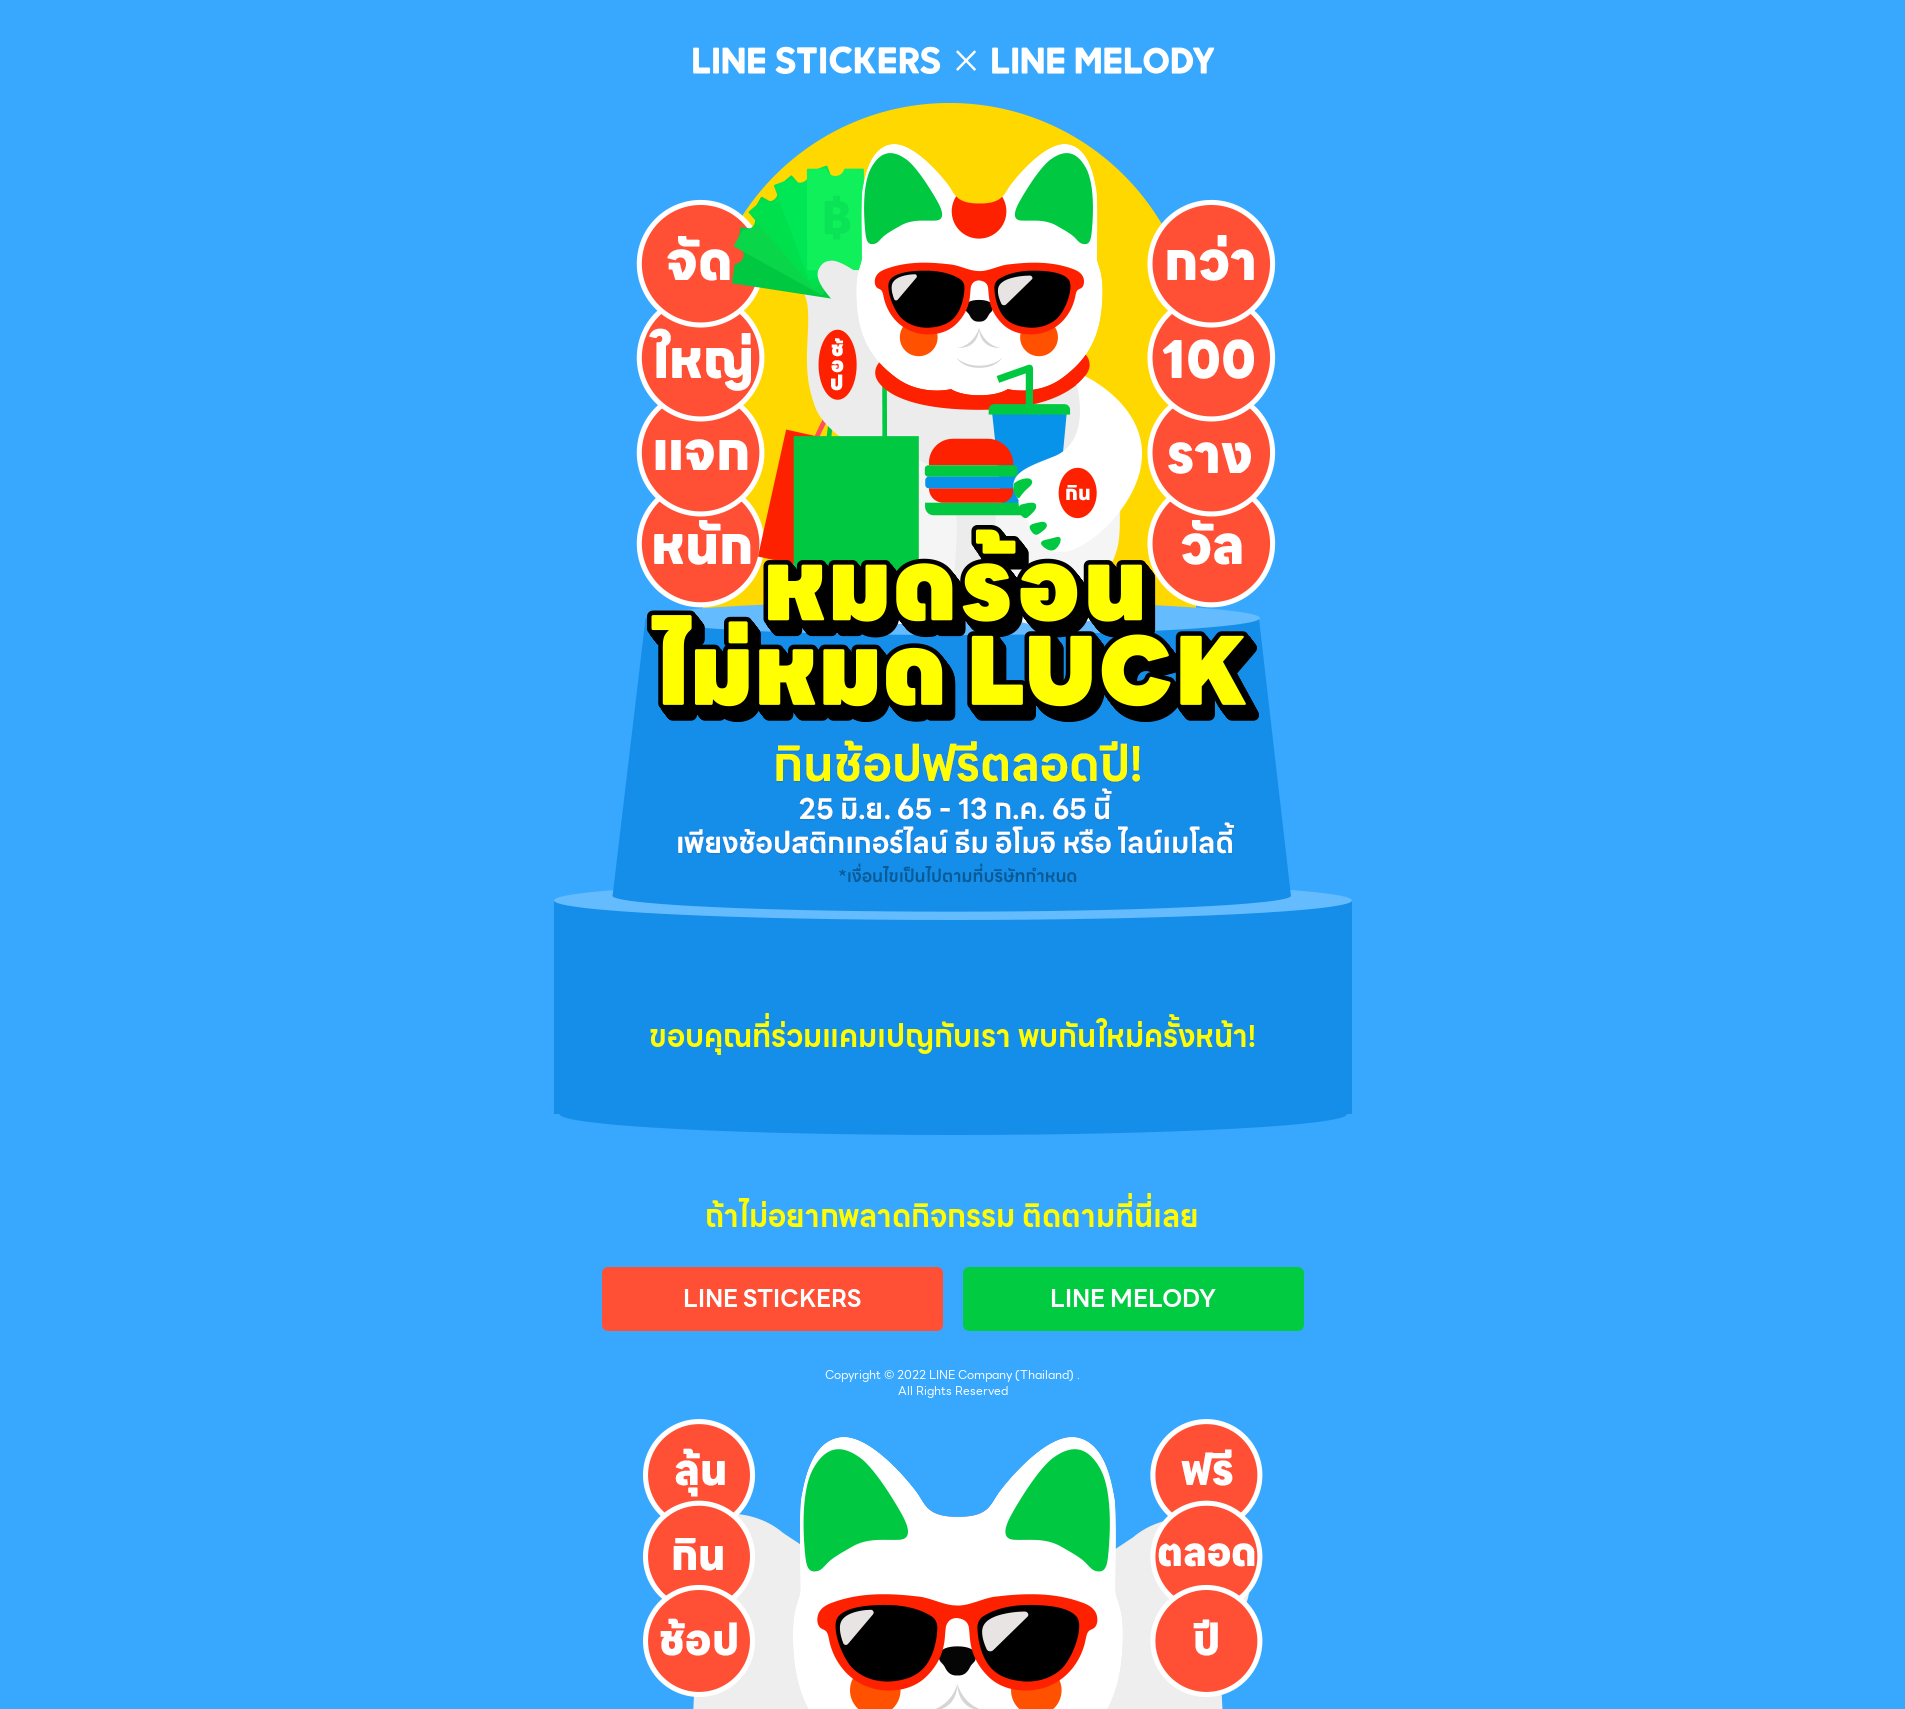 LINE STICKERS × LINE MELODY
จัด
ใหญ่
แจก
หนัก
กว่า
100
ราง
วัล
฿
ช้อป
กิน
หมดร้อน
ไม่หมด LUCK
กินช้อปฟรีตลอดปี!
25 มิ.ย. 65 - 13 ก.ค. 65 นี้
เพียงช้อปสติกเกอร์ไลน์ ธีม อิโมจิ หรือ ไลน์เมโลดี้
*เงื่อนไขเป็นไปตามที่บริษัทกำหนด
ขอบคุณที่ร่วมแคมเปญกับเรา พบกันใหม่ครั้งหน้า!
ถ้าไม่อยากพลาดกิจกรรม ติดตามที่นี่เลย
LINE STICKERS
LINE MELODY
Copyright © 2022 LINE Company (Thailand) .
All Rights Reserved
ลุ้น
กิน
ช้อป
ฟรี
ตลอด
ปี